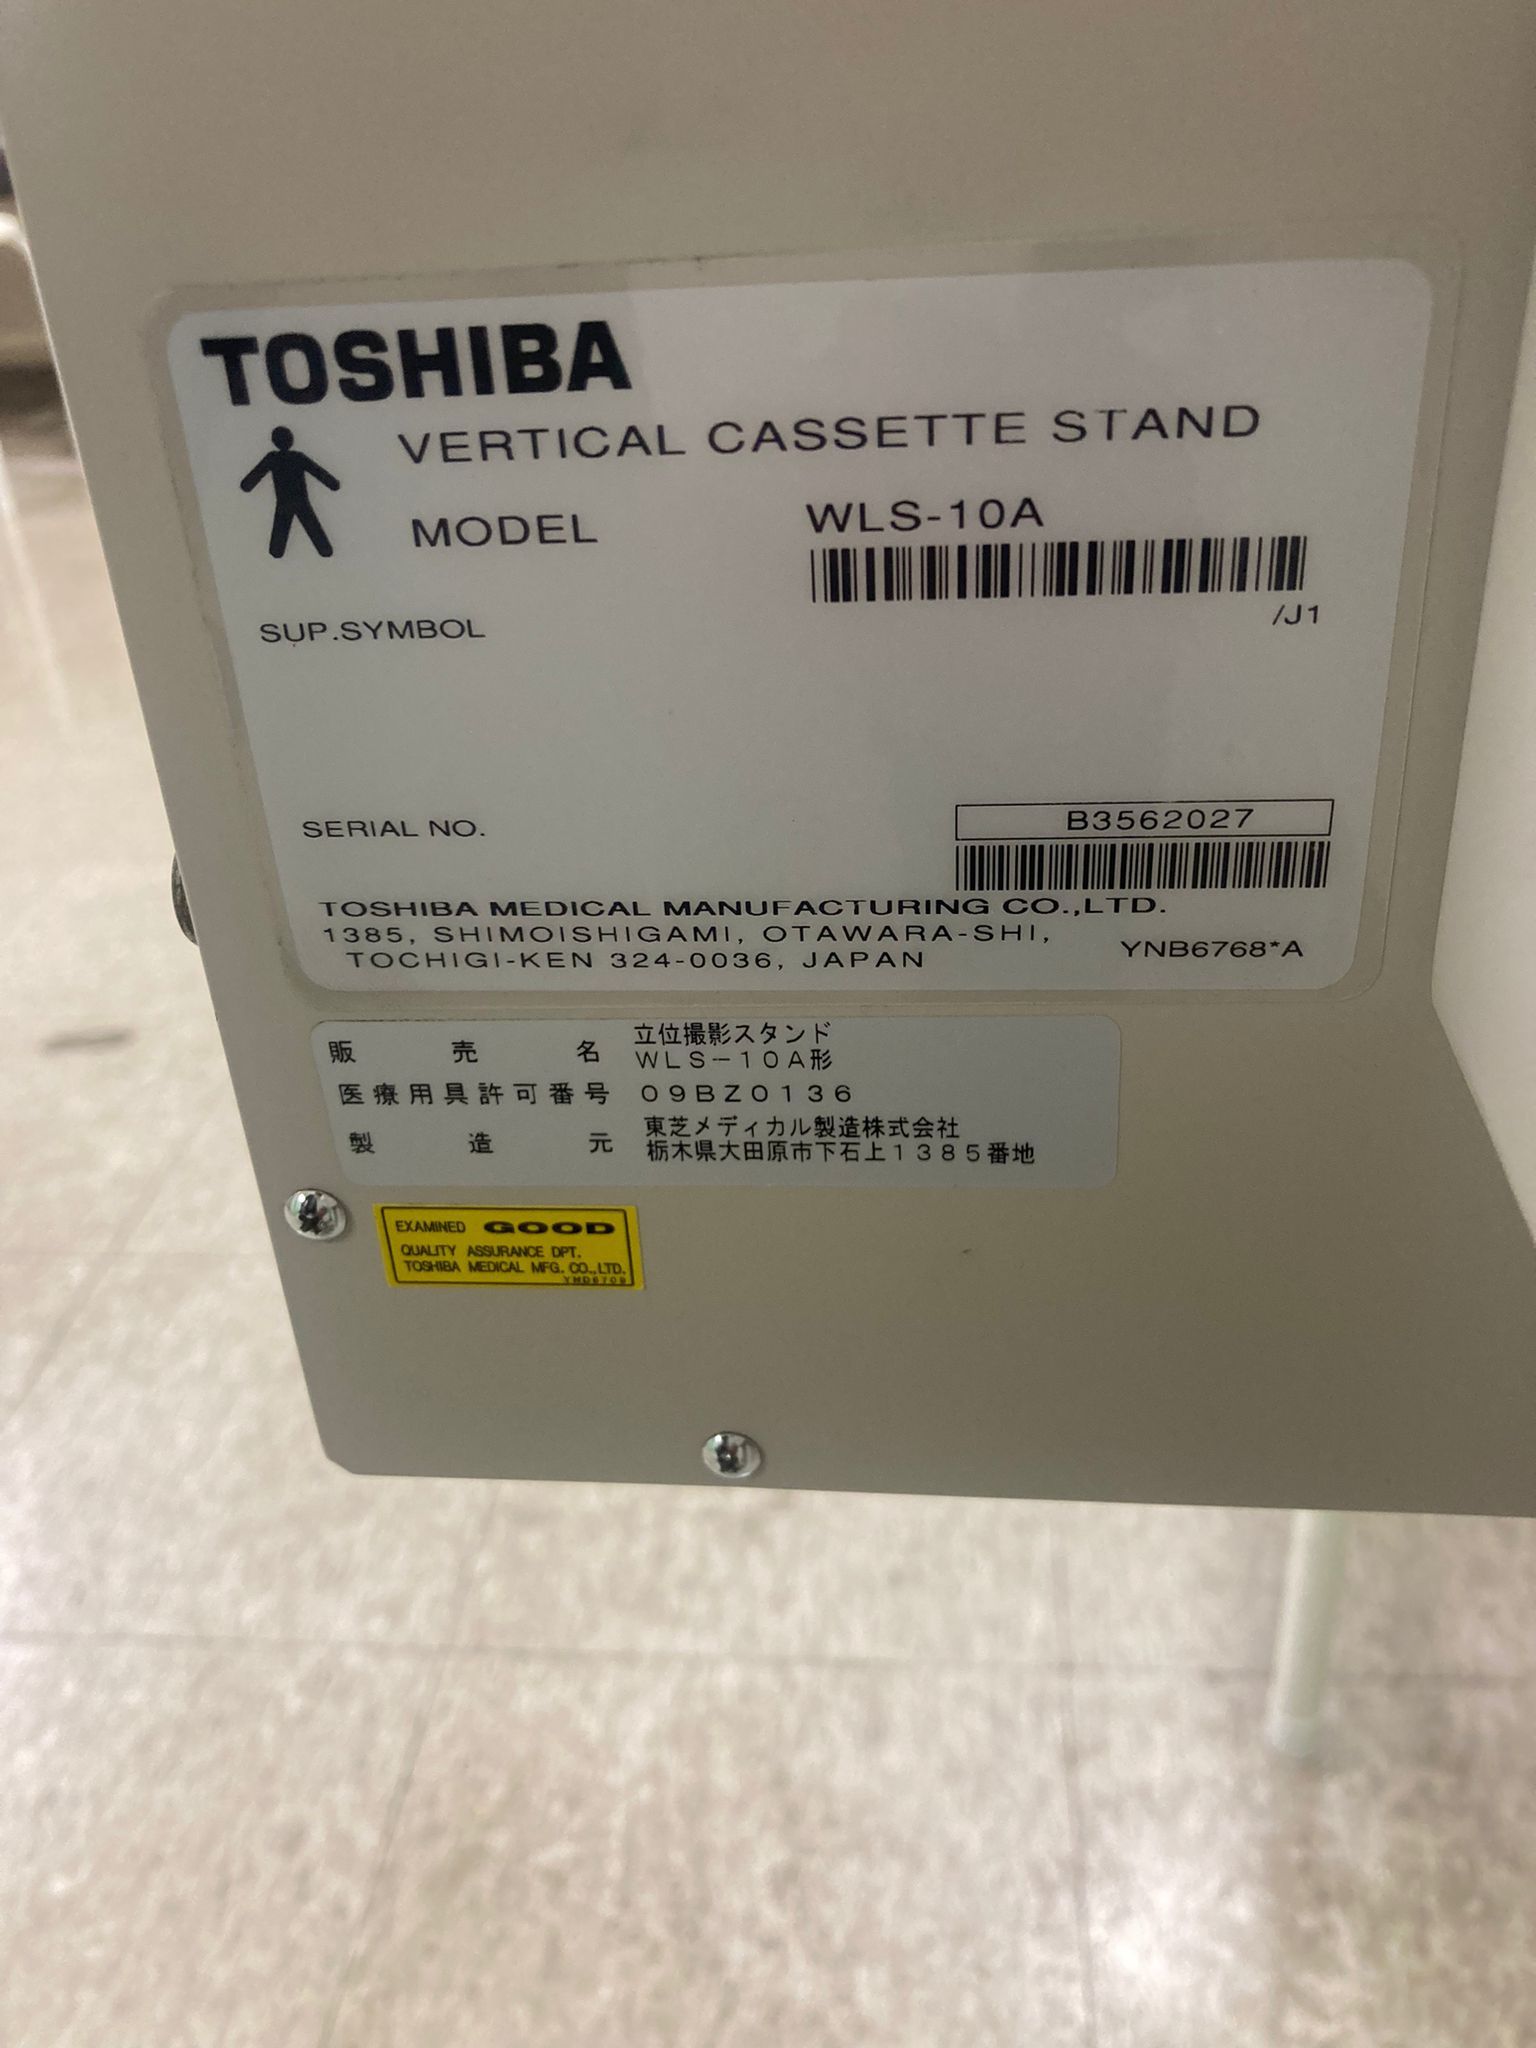 TOSHIBA
VERTICAL CASSETTE STAND
MODEL WLS-10A
/J1
SUP.SYMBOL
SERIAL NO. B3562027
TOSHIBA MEDICAL MANUFACTURING CO.,LTD.
1385, SHIMOISHIGAMI, OTAWARA-SHI,
TOCHIGI-KEN 324-0036, JAPAN YNB6768*A
販売名 立位撮影スタンド
WLS-10A形
医療用具許可番号 09BZ0136
製造元 東芝メディカル製造株式会社
栃木県大田原市下石上1385番地
EXAMINED GOOD
QUALITY ASSURANCE DPT.
TOSHIBA MEDICAL MFG. CO.,LTD.